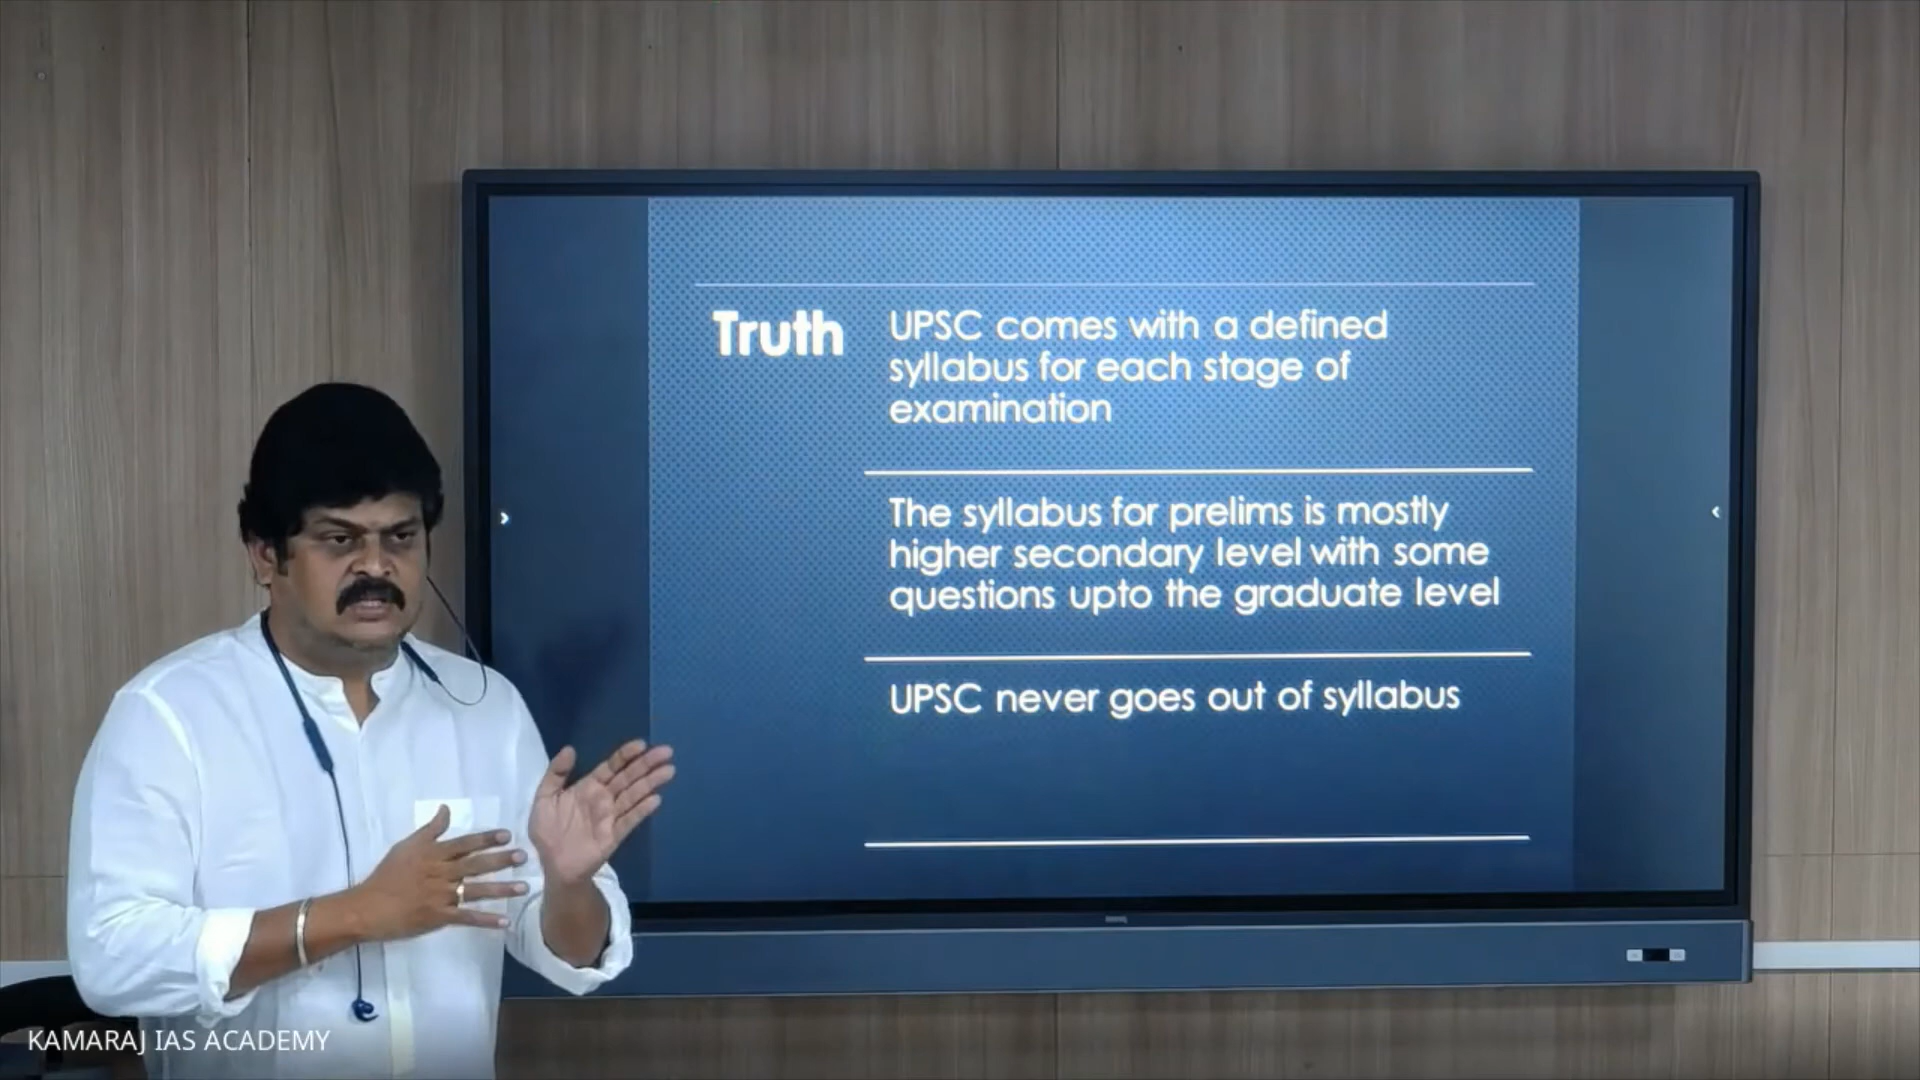 Truth
UPSC comes with a defined
syllabus for each stage of
examination
The syllabus for prelims is mostly
higher secondary level with some
questions upto the graduate level
UPSC never goes out of syllabus
KAMARAJ IAS ACADEMY